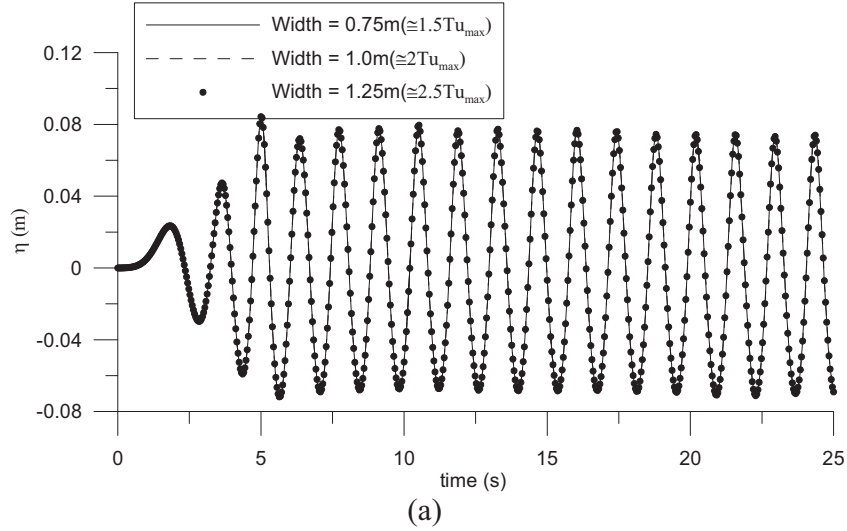 Width = 0.75m(≅1.5Tu_max)
Width = 1.0m(≅2Tu_max)
Width = 1.25m(≅2.5Tu_max)
0.12
0.08
0.04
0
-0.04
-0.08
η (m)
0 5 10 15 20 25
time (s)
(a)